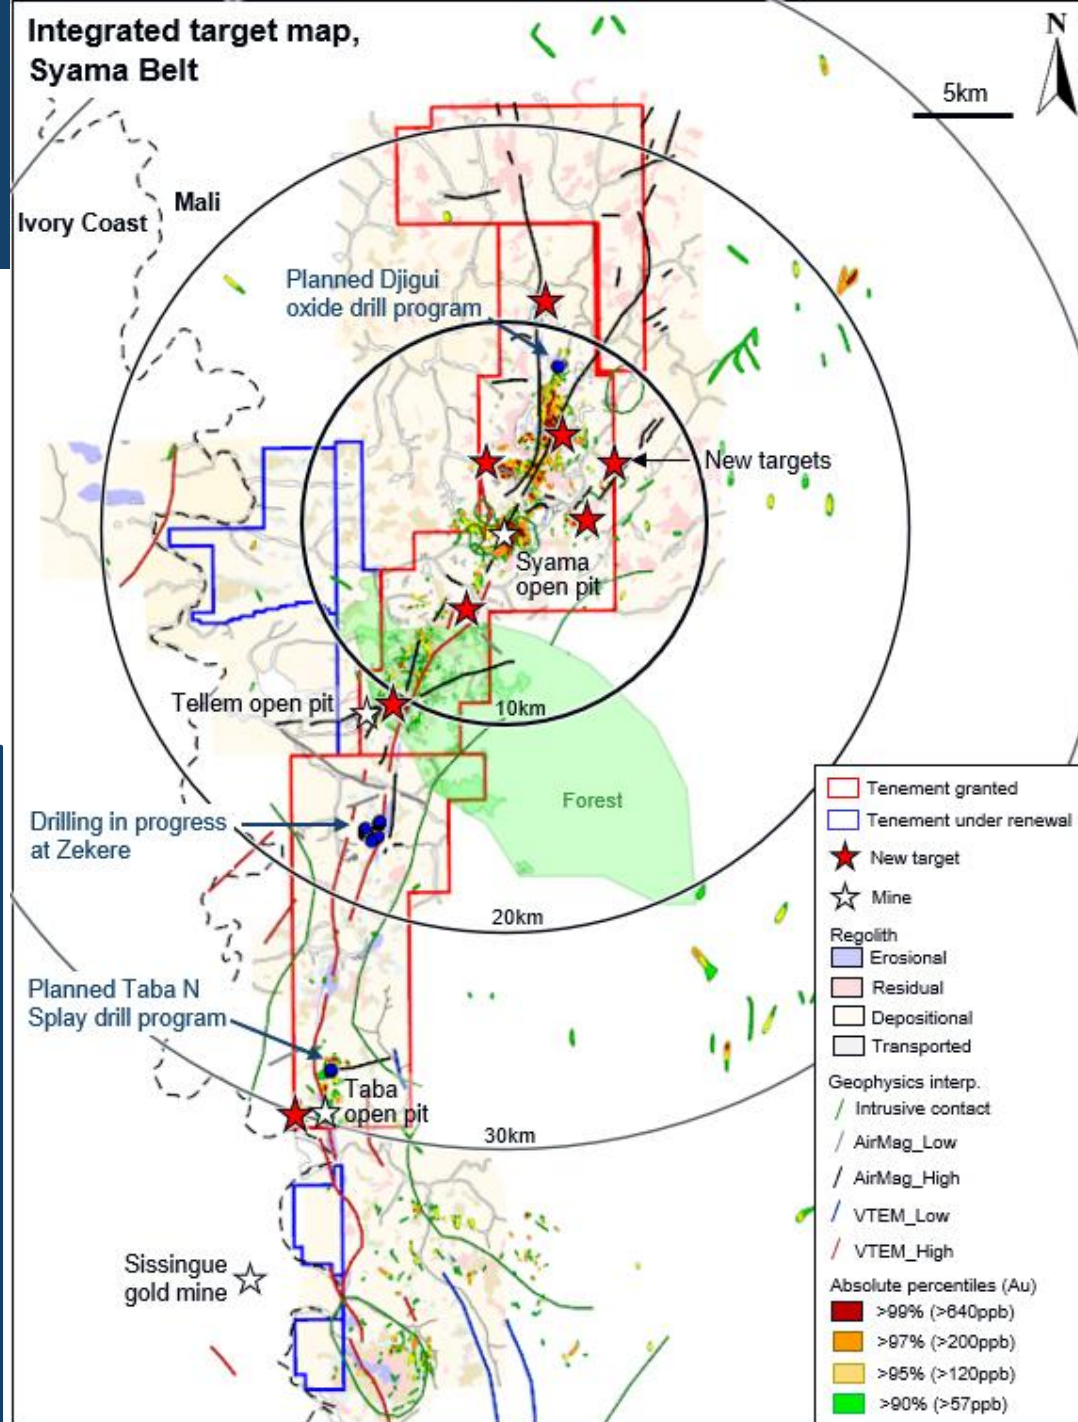 Integrated target map,
Syama Belt
N
5km
Mali
Ivory Coast
Planned Djigui
oxide drill program
New targets
Syama
open pit
Tellem open pit
10km
Forest
Drilling in progress
at Zekere
20km
Planned Taba N
Splay drill program
Taba
open pit
30km
Sissingue
gold mine
Tenement granted
Tenement under renewal
New target
Mine
Regolith
Erosional
Residual
Depositional
Transported
Geophysics interp.
Intrusive contact
AirMag_Low
AirMag_High
VTEM_Low
VTEM_High
Absolute percentiles (Au)
>99% (>640ppb)
>97% (>200ppb)
>95% (>120ppb)
>90% (>57ppb)